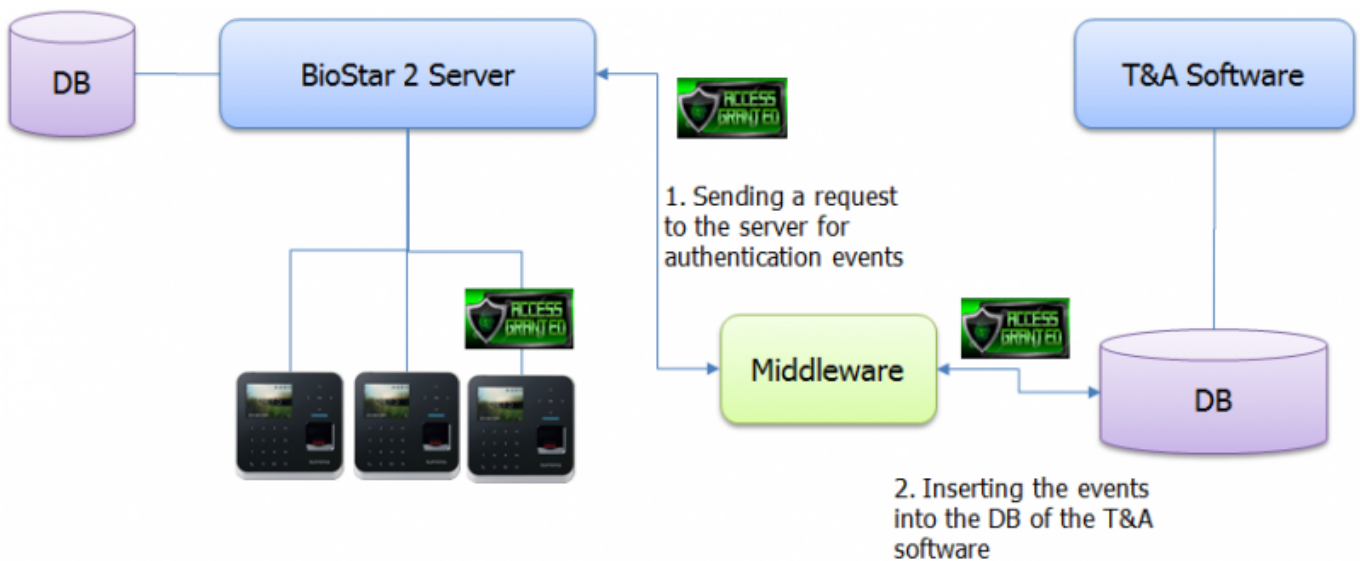 DB
BioStar 2 Server
T&A Software
ACCESS
GRANTED
1. Sending a request
to the server for
authentication events
ACCESS
GRANTED
ACCESS
GRANTED
Middleware
DB
2. Inserting the events
into the DB of the T&A
software